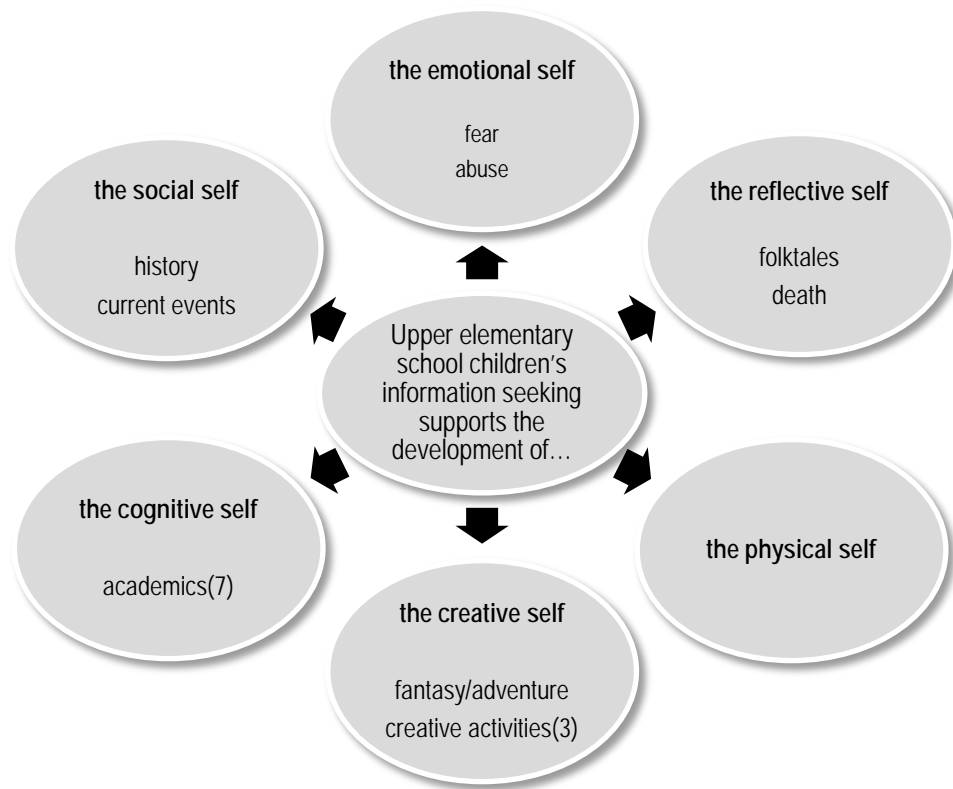 the emotional self
fear
abuse
the social self
history
current events
the reflective self
folktales
death
Upper elementary
school children's
information seeking
supports the
development of…
the cognitive self
academics(7)
the physical self
the creative self
fantasy/adventure
creative activities(3)